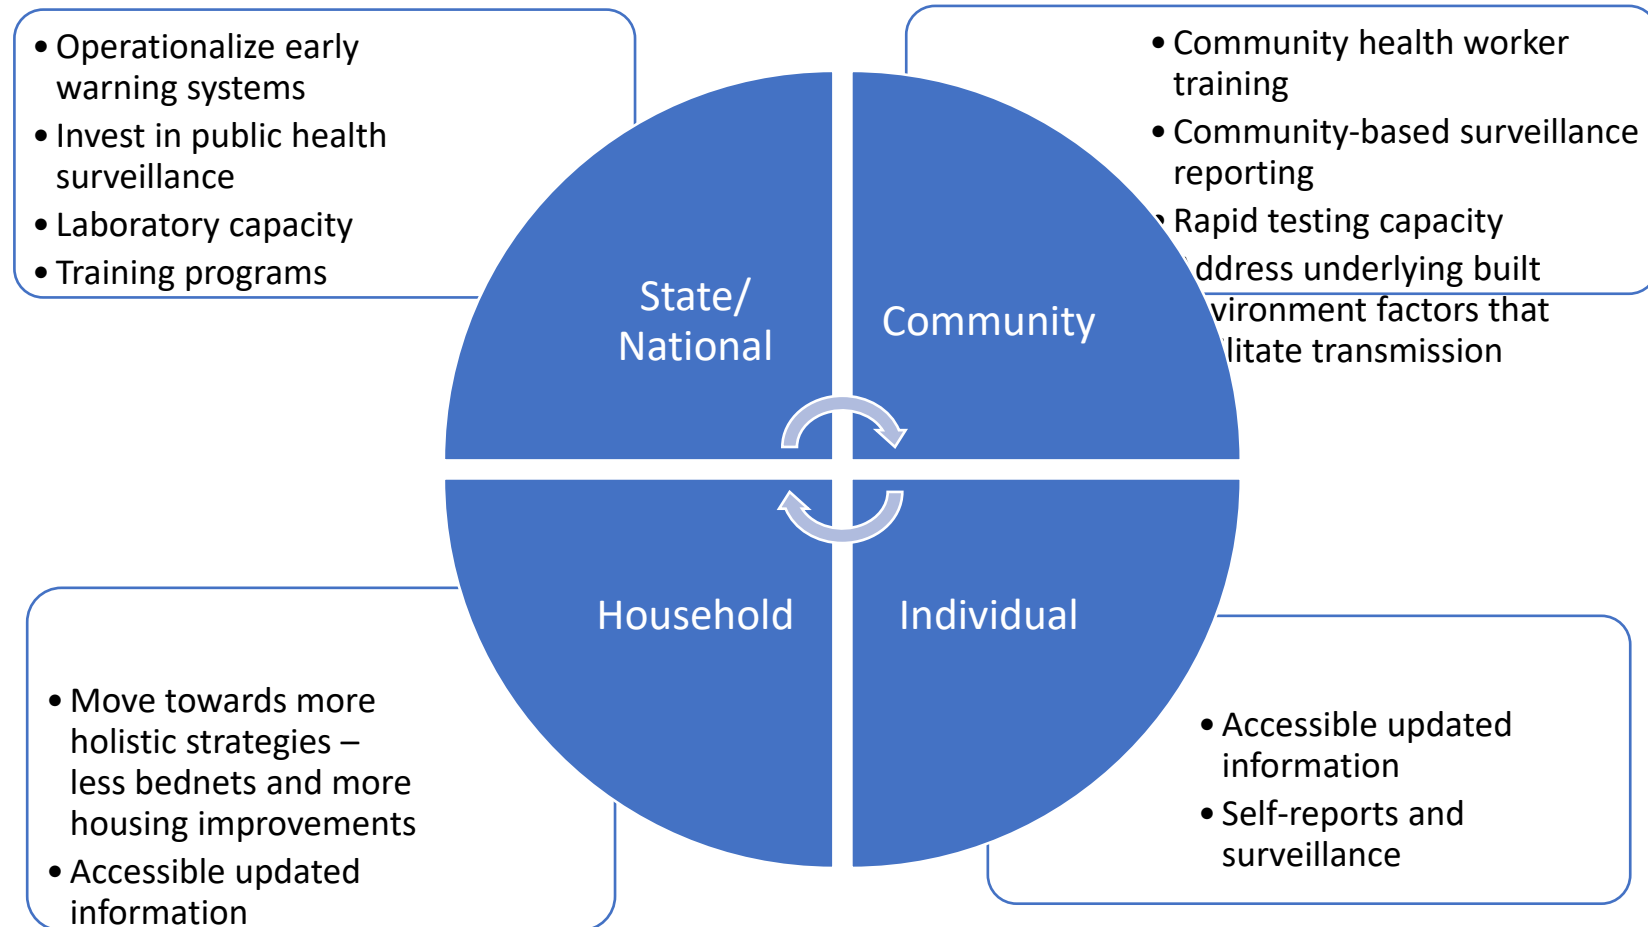 • Operationalize early
warning systems
• Invest in public health
surveillance
• Laboratory capacity
• Training programs
• Community health worker
training
• Community-based surveillance
reporting
• Rapid testing capacity
ddress underlying built
vironment factors that
litate transmission
State/
National
Community
Household
Individual
• Move towards more
holistic strategies –
less bednets and more
housing improvements
• Accessible updated
information
• Accessible updated
information
• Self-reports and
surveillance